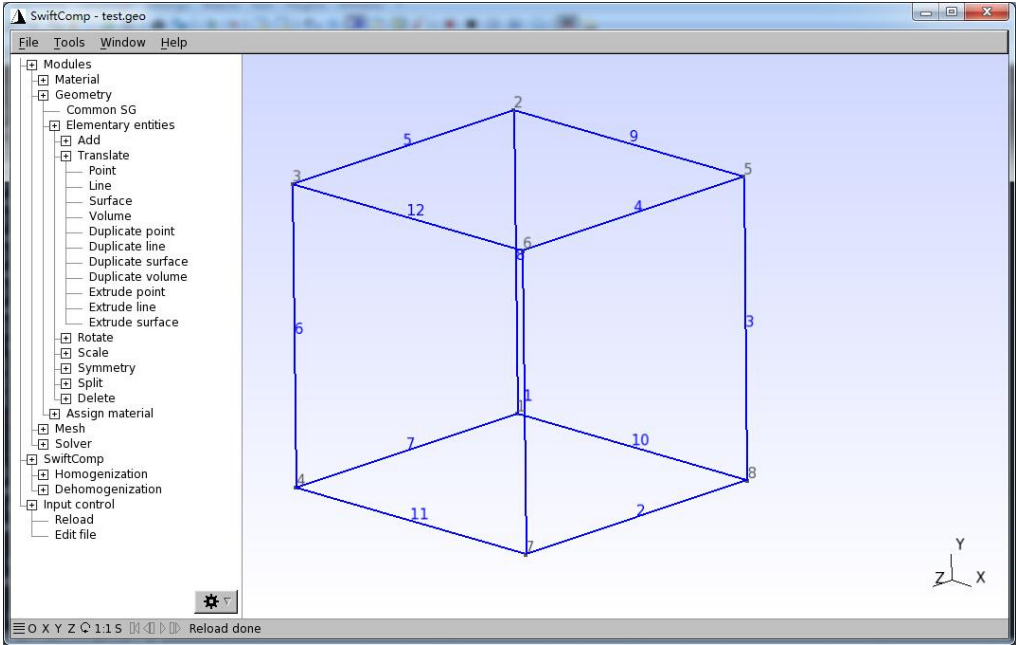 SwiftComp - test.geo
File Tools Window Help
Modules
Material
Geometry
Common SG
Elementary entities
Add
Translate
Point
Line
Surface
Volume
Duplicate point
Duplicate line
Duplicate surface
Duplicate volume
Extrude point
Extrude line
Extrude surface
Rotate
Scale
Symmetry
Split
Delete
Assign material
Mesh
Solver
SwiftComp
Homogenization
Dehomogenization
Input control
Reload
Edit file
2
5 9
3 5
12 4
6
8
6 3
1
1
7 10
4 8
11 2
7
Y
Z X
O X Y Z 1:1 S Reload done